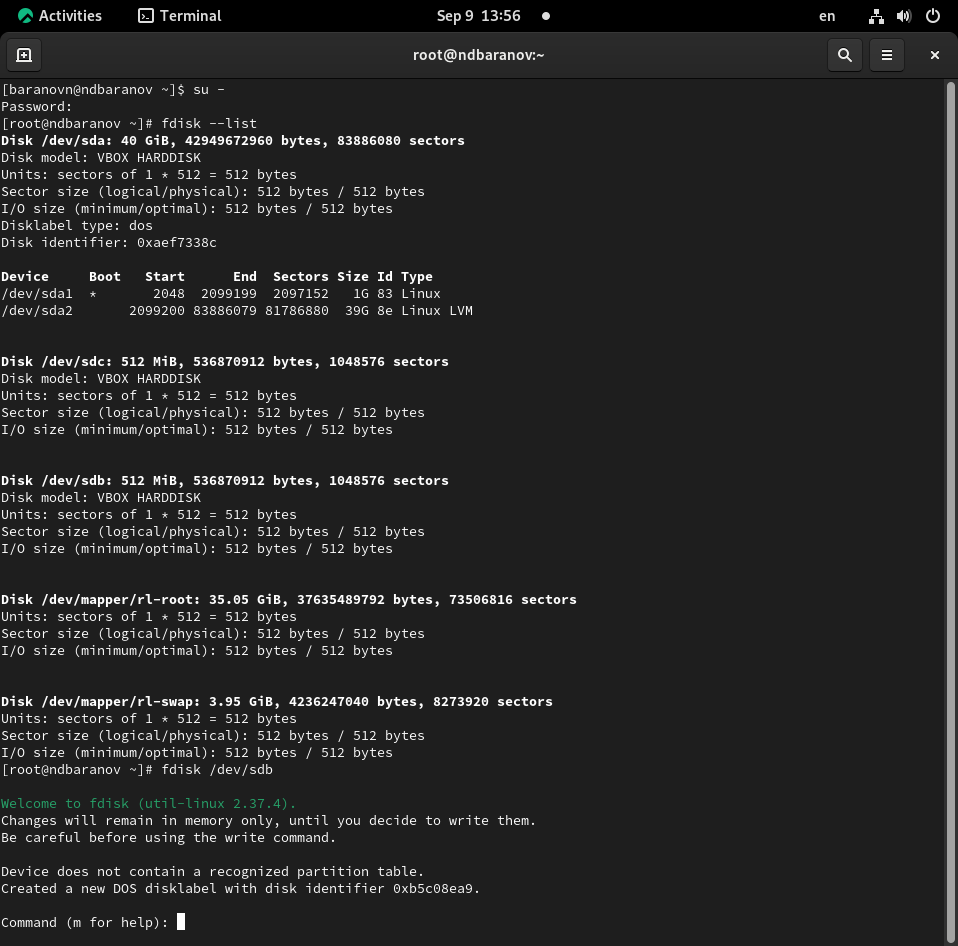 Activities Terminal Sep 9 13:56 en
root@ndbaranov:~
[baranovn@ndbaranov ~]$ su -
Password:
[root@ndbaranov ~]# fdisk --list
Disk /dev/sda: 40 GiB, 42949672960 bytes, 83886080 sectors
Disk model: VBOX HARDDISK
Units: sectors of 1 * 512 = 512 bytes
Sector size (logical/physical): 512 bytes / 512 bytes
I/O size (minimum/optimal): 512 bytes / 512 bytes
Disklabel type: dos
Disk identifier: 0xaef7338c
Device     Boot   Start      End  Sectors Size Id Type
/dev/sda1  *       2048  2099199  2097152   1G 83 Linux
/dev/sda2       2099200 83886079 81786880  39G 8e Linux LVM
Disk /dev/sdc: 512 MiB, 536870912 bytes, 1048576 sectors
Disk model: VBOX HARDDISK
Units: sectors of 1 * 512 = 512 bytes
Sector size (logical/physical): 512 bytes / 512 bytes
I/O size (minimum/optimal): 512 bytes / 512 bytes
Disk /dev/sdb: 512 MiB, 536870912 bytes, 1048576 sectors
Disk model: VBOX HARDDISK
Units: sectors of 1 * 512 = 512 bytes
Sector size (logical/physical): 512 bytes / 512 bytes
I/O size (minimum/optimal): 512 bytes / 512 bytes
Disk /dev/mapper/rl-root: 35.05 GiB, 37635489792 bytes, 73506816 sectors
Units: sectors of 1 * 512 = 512 bytes
Sector size (logical/physical): 512 bytes / 512 bytes
I/O size (minimum/optimal): 512 bytes / 512 bytes
Disk /dev/mapper/rl-swap: 3.95 GiB, 4236247040 bytes, 8273920 sectors
Units: sectors of 1 * 512 = 512 bytes
Sector size (logical/physical): 512 bytes / 512 bytes
I/O size (minimum/optimal): 512 bytes / 512 bytes
[root@ndbaranov ~]# fdisk /dev/sdb
Welcome to fdisk (util-linux 2.37.4).
Changes will remain in memory only, until you decide to write them.
Be careful before using the write command.
Device does not contain a recognized partition table.
Created a new DOS disklabel with disk identifier 0xb5c08ea9.
Command (m for help):